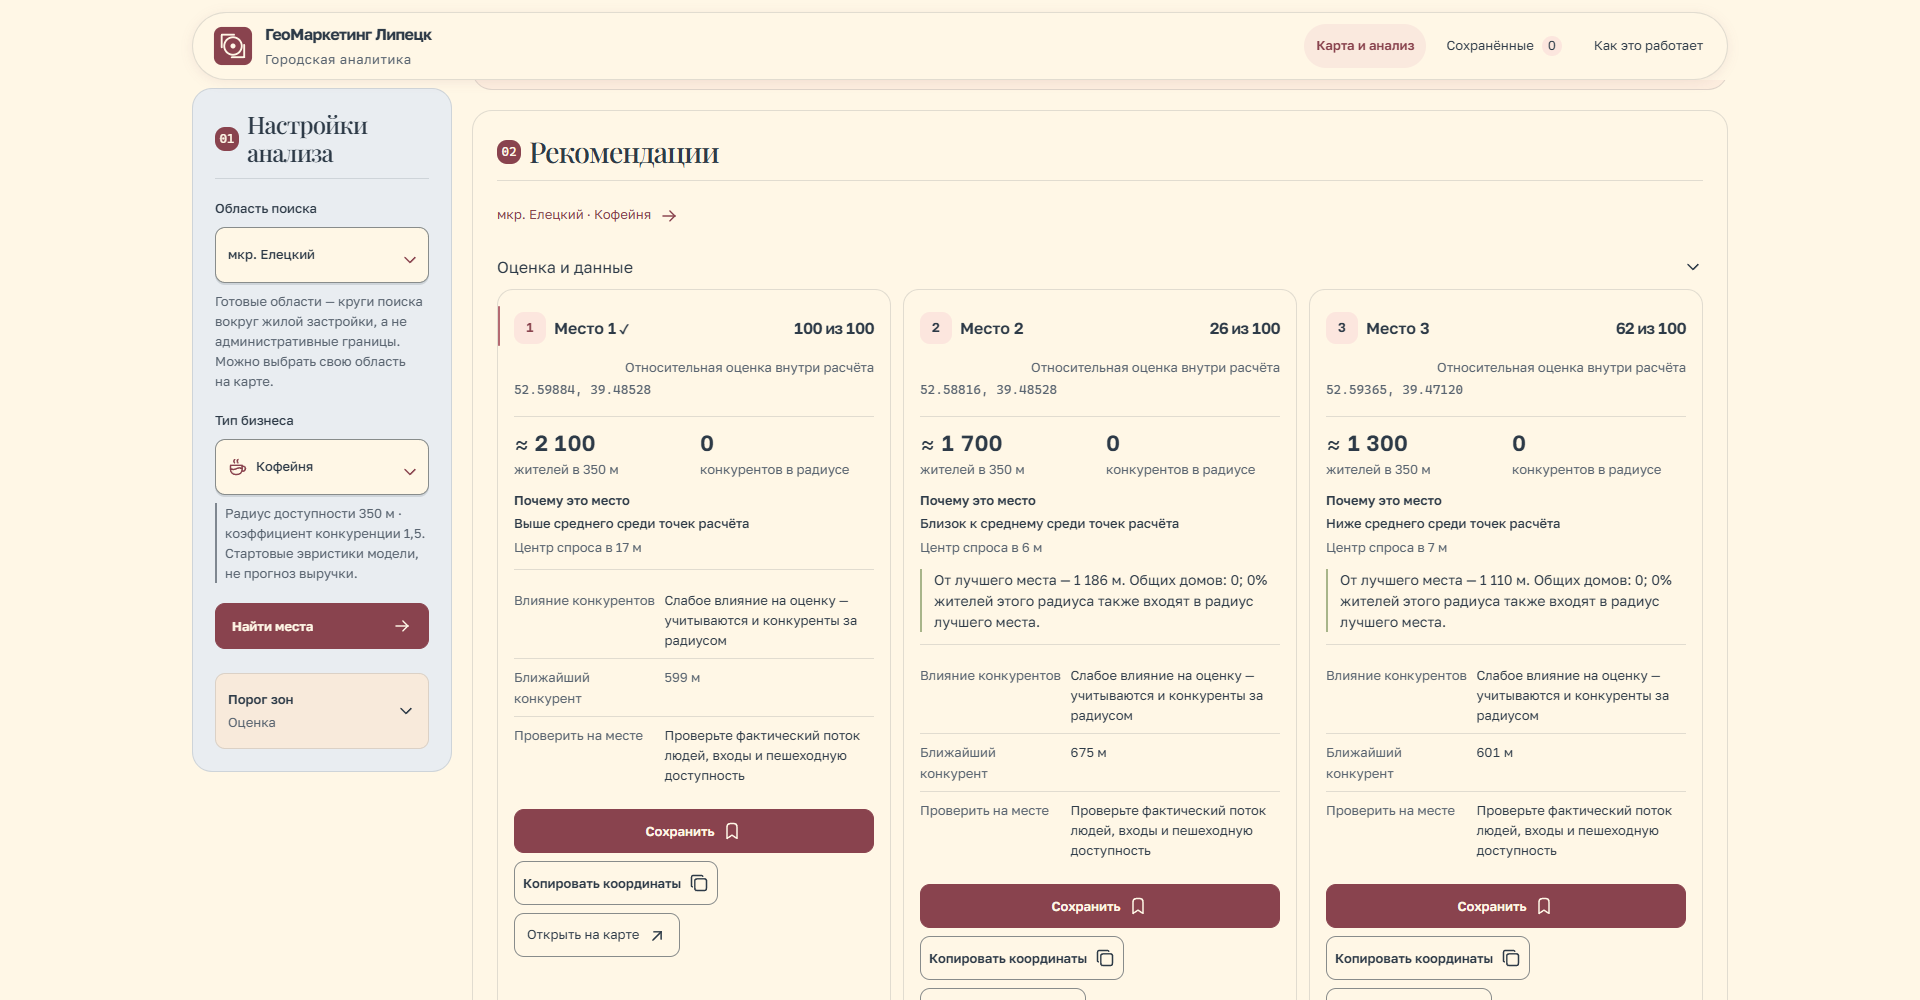 ГеоМаркетинг Липецк
Городская аналитика
Карта и анализ
Сохранённые 0
Как это работает
01 Настройки
анализа
Область поиска
мкр. Елецкий
Готовые области — круги поиска
вокруг жилой застройки, а не
административные границы.
Можно выбрать свою область
на карте.
Тип бизнеса
Кофейня
Радиус доступности 350 м ·
коэффициент конкуренции 1,5.
Стартовые эвристики модели,
не прогноз выручки.
Найти места
Порог зон
Оценка
02 Рекомендации
мкр. Елецкий · Кофейня
Оценка и данные
1 Место 1 ✓ 100 из 100
Относительная оценка внутри расчёта
52.59884, 39.48528
≈ 2 100
жителей в 350 м
0
конкурентов в радиусе
Почему это место
Выше среднего среди точек расчёта
Центр спроса в 17 м
Влияние конкурентов
Слабое влияние на оценку —
учитываются и конкуренты за
радиусом
Ближайший
конкурент
599 м
Проверить на месте
Проверьте фактический поток
людей, входы и пешеходную
доступность
Сохранить
Копировать координаты
Открыть на карте
2 Место 2 26 из 100
Относительная оценка внутри расчёта
52.58816, 39.48528
≈ 1 700
жителей в 350 м
0
конкурентов в радиусе
Почему это место
Близок к среднему среди точек расчёта
Центр спроса в 6 м
От лучшего места — 1 186 м. Общих домов: 0; 0%
жителей этого радиуса также входят в радиус
лучшего места.
Влияние конкурентов
Слабое влияние на оценку —
учитываются и конкуренты за
радиусом
Ближайший
конкурент
675 м
Проверить на месте
Проверьте фактический поток
людей, входы и пешеходную
доступность
Сохранить
Копировать координаты
3 Место 3 62 из 100
Относительная оценка внутри расчёта
52.59365, 39.47120
≈ 1 300
жителей в 350 м
0
конкурентов в радиусе
Почему это место
Ниже среднего среди точек расчёта
Центр спроса в 7 м
От лучшего места — 1 110 м. Общих домов: 0; 0%
жителей этого радиуса также входят в радиус
лучшего места.
Влияние конкурентов
Слабое влияние на оценку —
учитываются и конкуренты за
радиусом
Ближайший
конкурент
601 м
Проверить на месте
Проверьте фактический поток
людей, входы и пешеходную
доступность
Сохранить
Копировать координаты